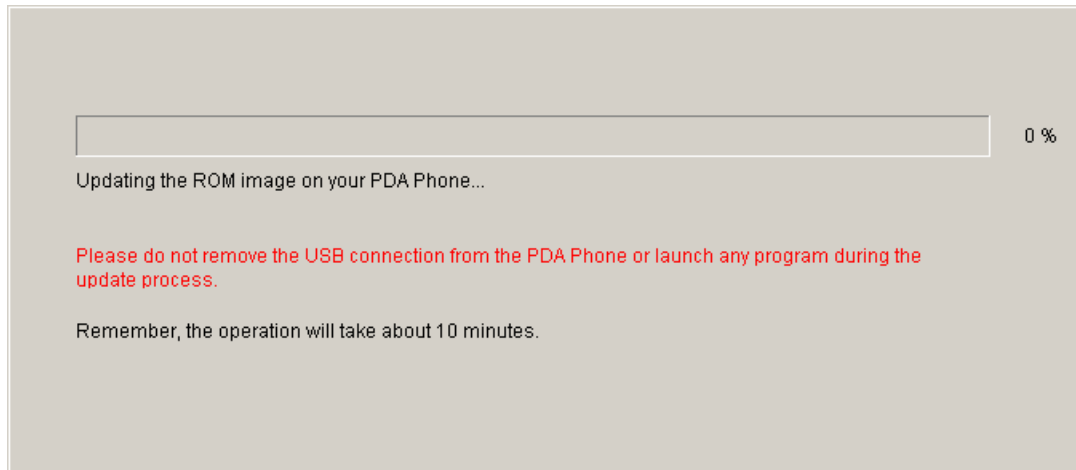 0 %
Updating the ROM image on your PDA Phone...
Please do not remove the USB connection from the PDA Phone or launch any program during the
update process.
Remember, the operation will take about 10 minutes.